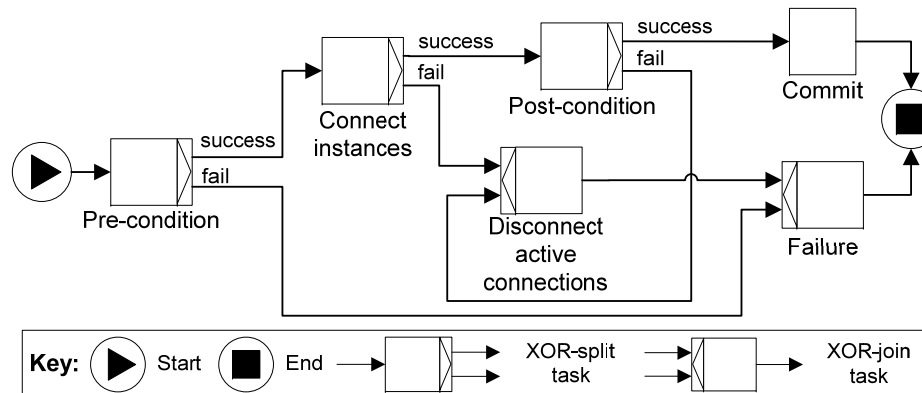 success
fail
Commit
Post-condition
Connect
instances
success
fail
Pre-condition
success
fail
Disconnect
active
connections
Failure
Key:
Start
End
XOR-split
task
XOR-join
task